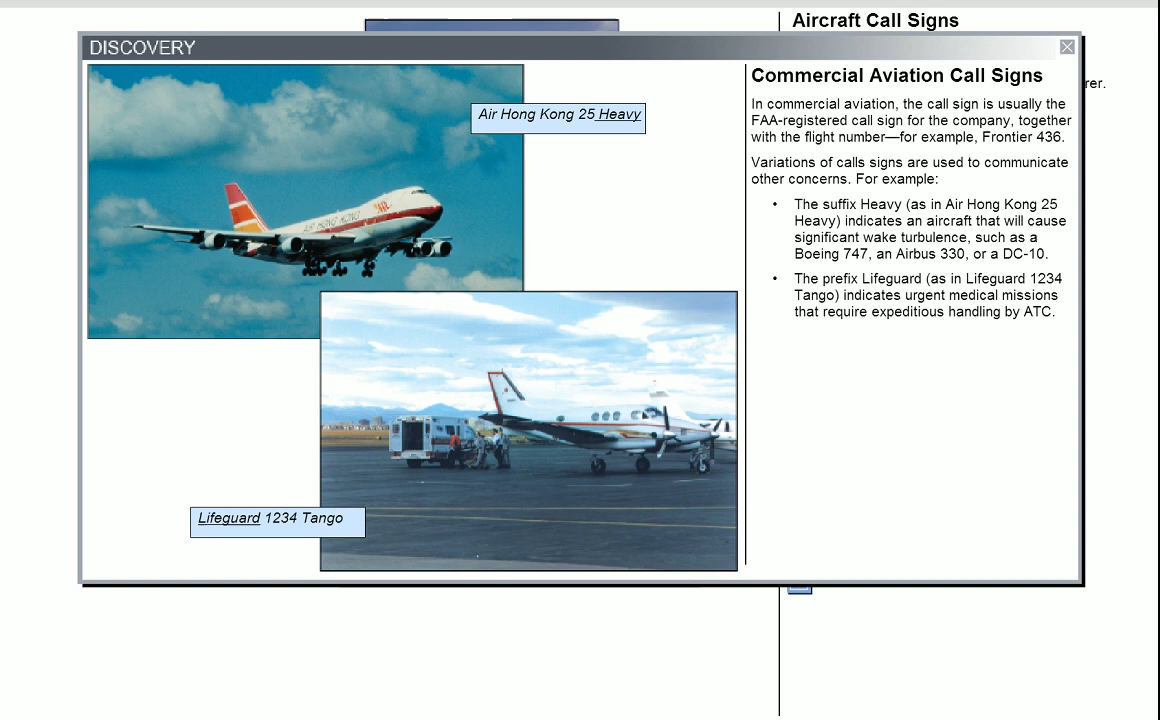 Aircraft Call Signs
DISCOVERY
rer.
Air Hong Kong 25 Heavy
AIR HONG KONG
Lifeguard 1234 Tango
Commercial Aviation Call Signs
In commercial aviation, the call sign is usually the
FAA-registered call sign for the company, together
with the flight number—for example, Frontier 436.
Variations of calls signs are used to communicate
other concerns. For example:
• The suffix Heavy (as in Air Hong Kong 25
Heavy) indicates an aircraft that will cause
significant wake turbulence, such as a
Boeing 747, an Airbus 330, or a DC-10.
• The prefix Lifeguard (as in Lifeguard 1234
Tango) indicates urgent medical missions
that require expeditious handling by ATC.